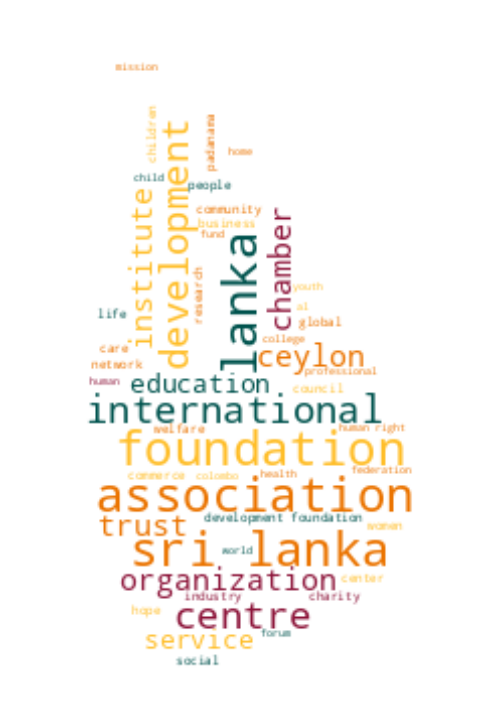 mission
children
padanama
development
home
child
people
institute
community
chamber
business
fund
lanka
research
youth
al
life
global
college
care
ceylon
network
professional
human
education
council
international
human right
welfare
foundation
federation
commerce
colombo
health
association
trust
development foundation
women
sri lanka
world
organization
center
industry
charity
hope
centre
service
forum
social